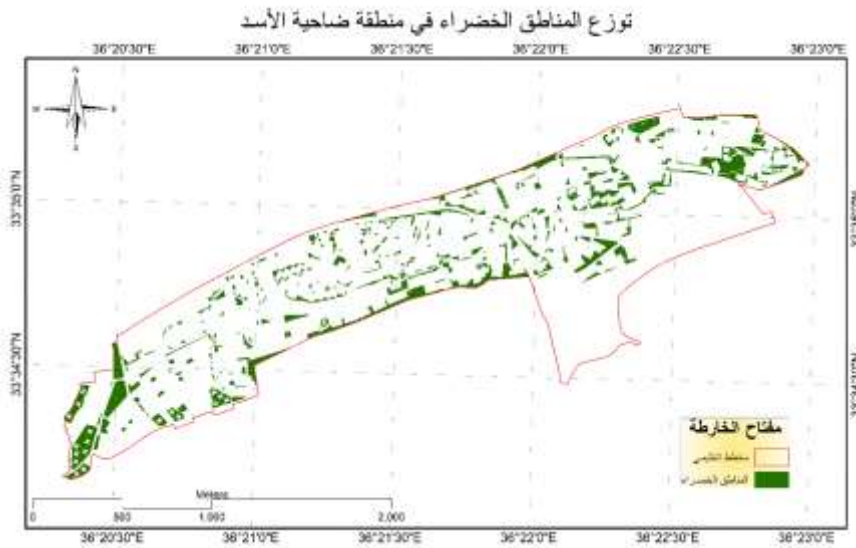 توزع المناطق الخضراء في منطقة ضاحية الأسد
36°20'30"E 36°21'0"E 36°21'30"E 36°22'0"E 36°22'30"E 36°23'0"E
N
W E
S
33°35'0"N
33°34'30"N
مفتاح الخارطة
المناطق الخضراء
Meters
0 500 1,000 2,000
36°20'30"E 36°21'0"E 36°21'30"E 36°22'0"E 36°22'30"E 36°23'0"E